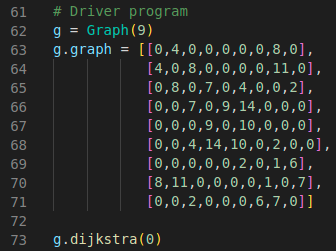 61 # Driver program
62 g = Graph(9)
63 g.graph = [[0,4,0,0,0,0,0,8,0],
64 [4,0,8,0,0,0,0,11,0],
65 [0,8,0,7,0,4,0,0,2],
66 [0,0,7,0,9,14,0,0,0],
67 [0,0,0,9,0,10,0,0,0],
68 [0,0,4,14,10,0,2,0,0],
69 [0,0,0,0,0,2,0,1,6],
70 [8,11,0,0,0,0,1,0,7],
71 [0,0,2,0,0,0,6,7,0]]
72
73 g.dijkstra(0)